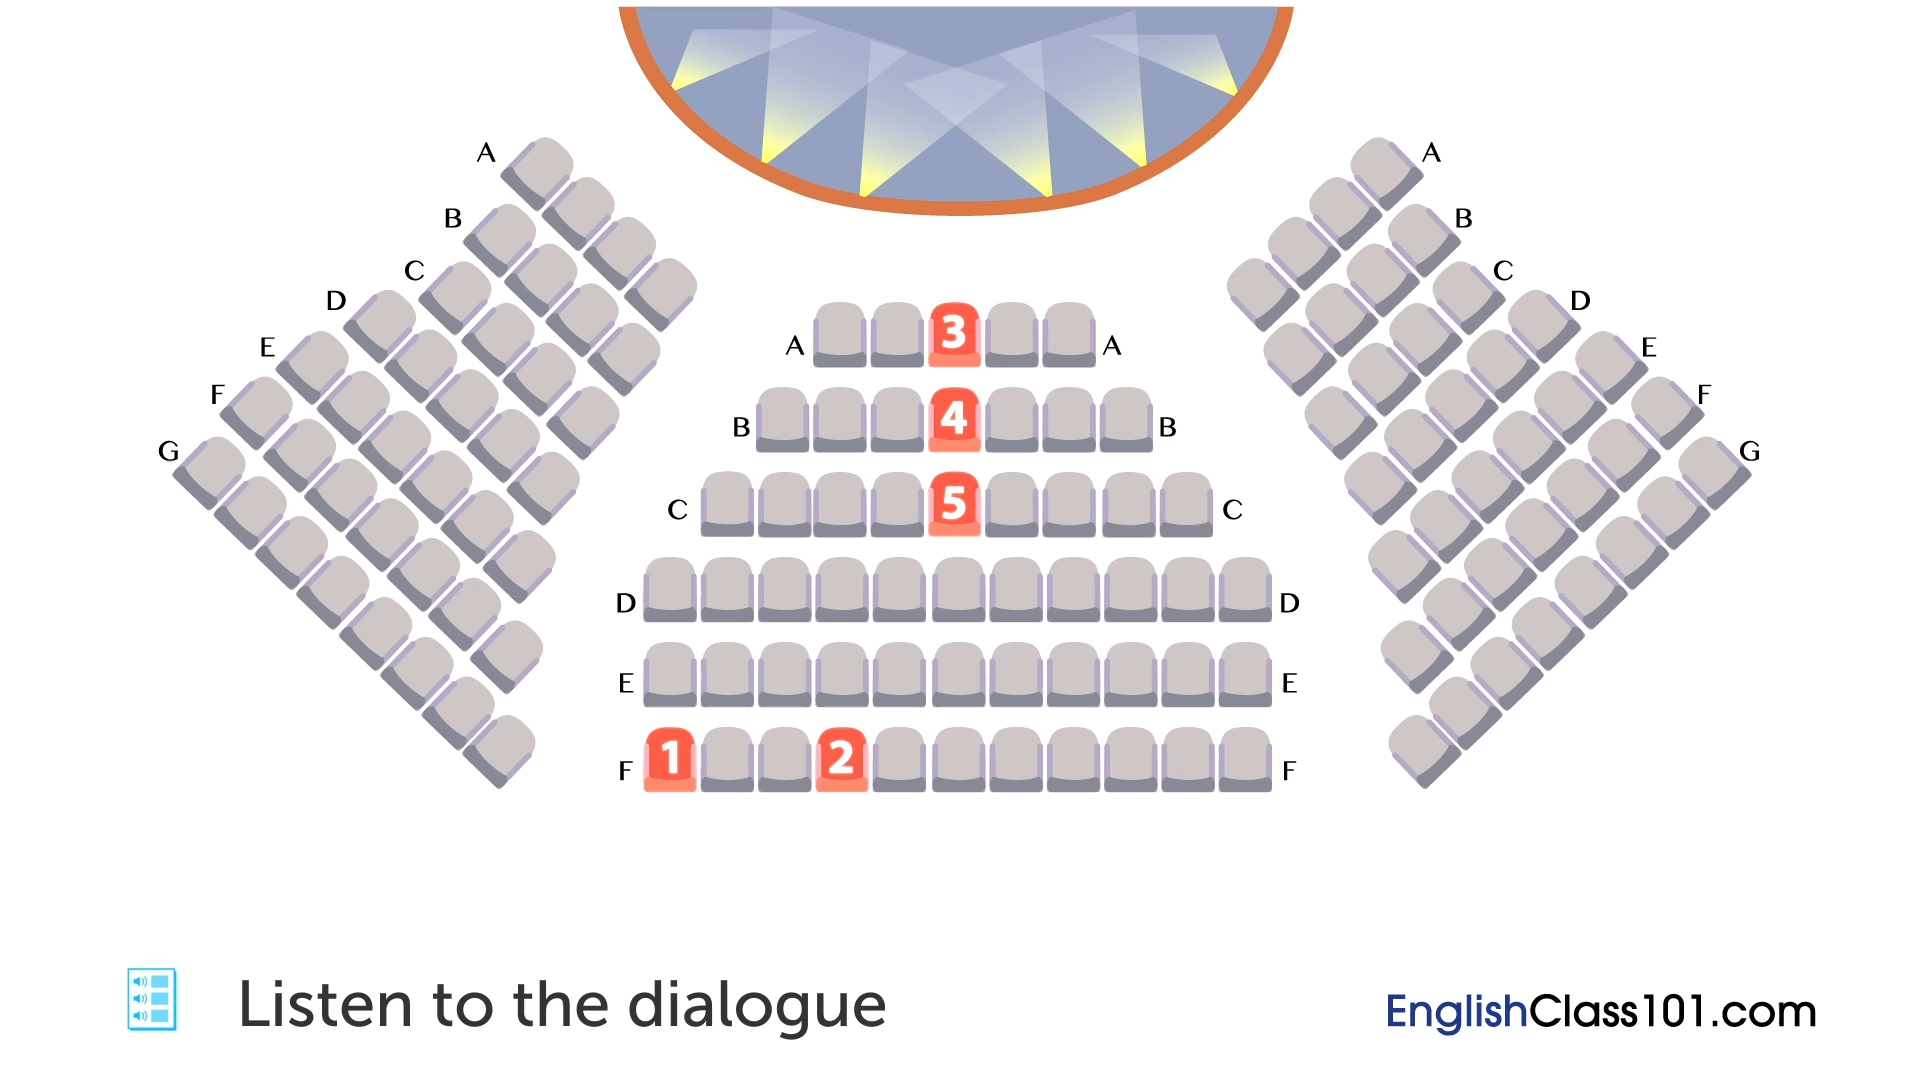 A A
B B
C C
D D
E E
F F
G G
A 3 A
B 4 B
C 5 C
D D
E E
F 1 2 F
Listen to the dialogue
EnglishClass101.com